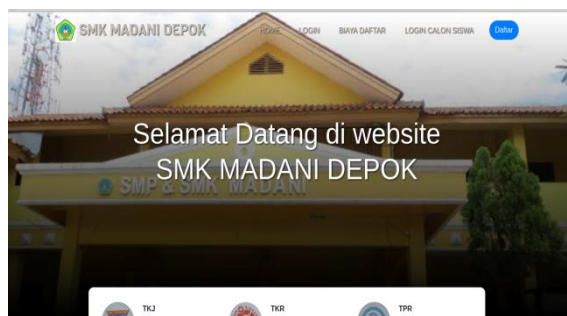 SMK MADANI DEPOK
HOME LOGIN BIAYA DAFTAR LOGIN CALON SISWA Daftar
Selamat Datang di website
SMK MADANI DEPOK
SMP & SMK MADANI
TKJ TKR TPR